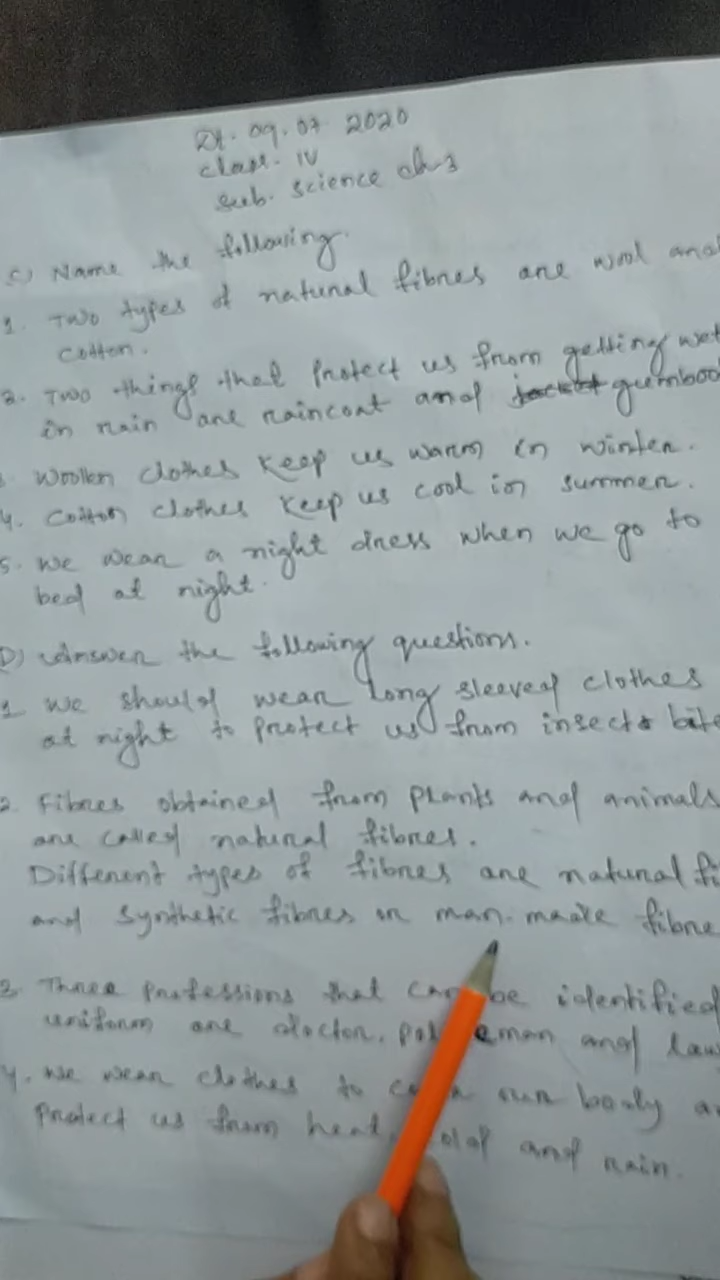 Dt. 09.07 2020
class. IV
sub. science ch-3
C) Name the following.
1. Two types of natural fibres are wool and
cotton.
2. Two things that protect us from getting wet
in rain are raincoat and gumboo
3. Woollen clothes keep us warm in winter.
4. Cotton clothes keep us cool in summer.
5. We wear a night dress when we go to
bed at night.
D) Answer the following questions.
1. We should wear long sleeved clothes
at night to protect us from insect bite
2. Fibres obtained from plants and animals
are called natural fibres.
Different types of fibres are natural fi
and synthetic fibres or man-made fibre
3. Three professions that can be identified
uniform are doctor, policeman and law
4. We wear clothes to our body a
protect us from heat, cold and rain.